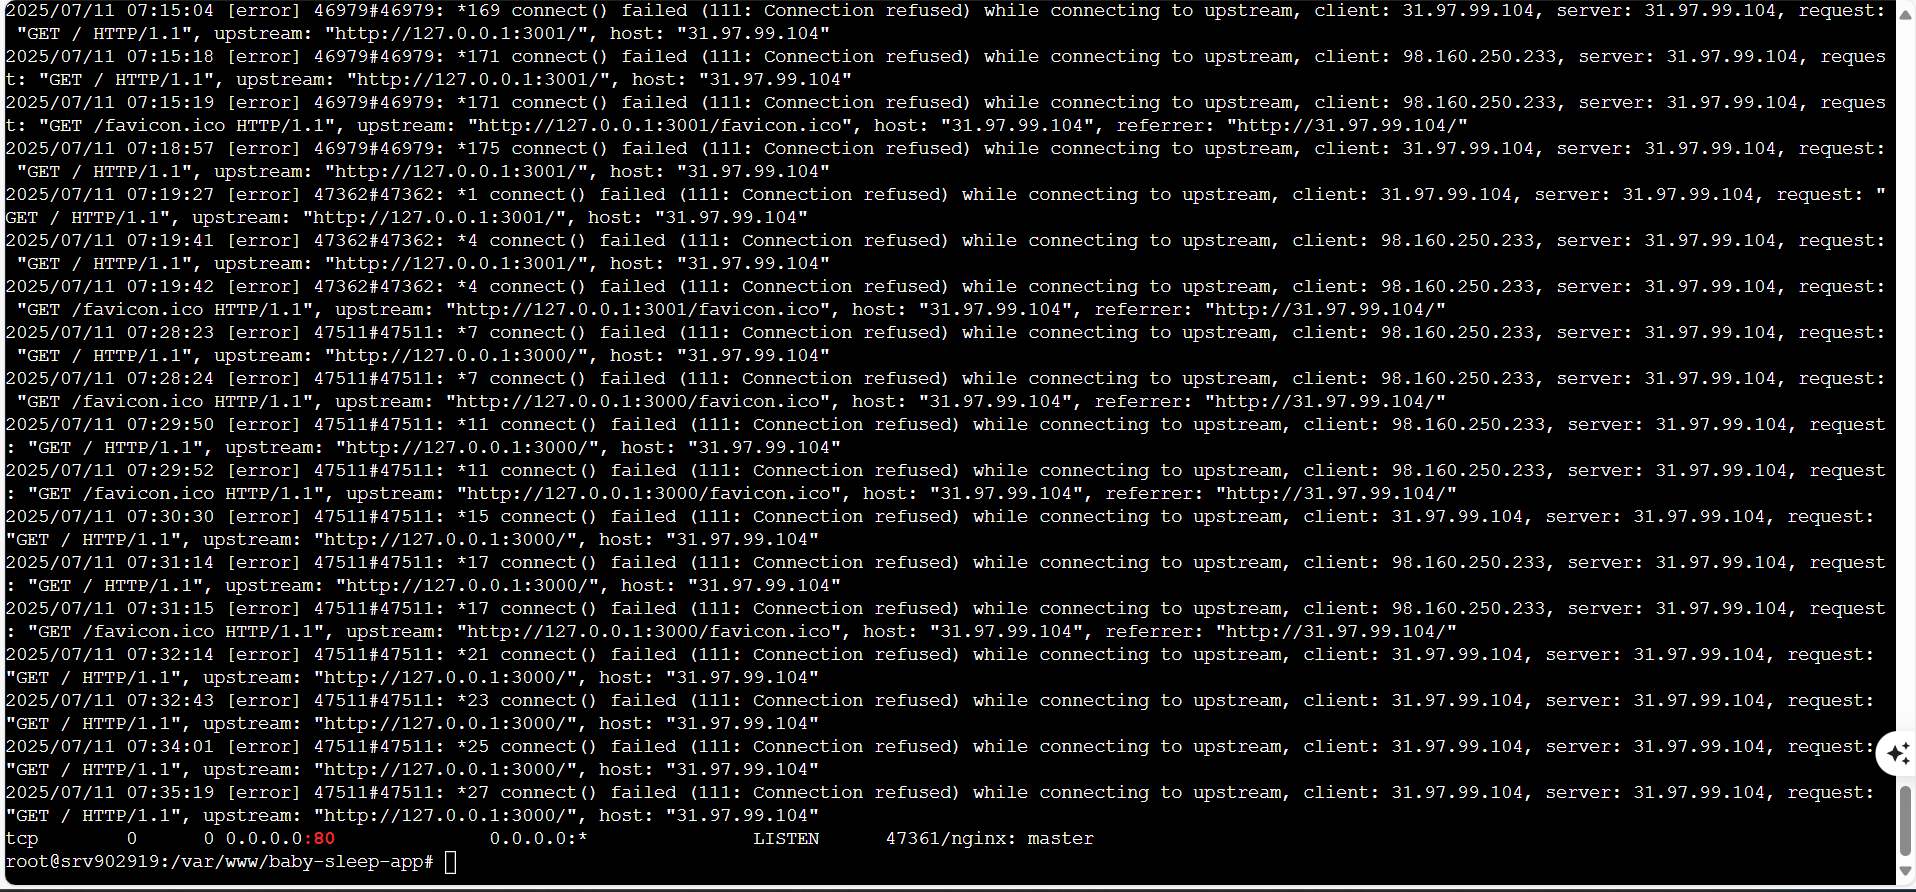 2025/07/11 07:15:04 [error] 46979#46979: *169 connect() failed (111: Connection refused) while connecting to upstream, client: 31.97.99.104, server: 31.97.99.104, request:
"GET / HTTP/1.1", upstream: "http://127.0.0.1:3001/", host: "31.97.99.104"
2025/07/11 07:15:18 [error] 46979#46979: *171 connect() failed (111: Connection refused) while connecting to upstream, client: 98.160.250.233, server: 31.97.99.104, reques
t: "GET / HTTP/1.1", upstream: "http://127.0.0.1:3001/", host: "31.97.99.104"
2025/07/11 07:15:19 [error] 46979#46979: *171 connect() failed (111: Connection refused) while connecting to upstream, client: 98.160.250.233, server: 31.97.99.104, reques
t: "GET /favicon.ico HTTP/1.1", upstream: "http://127.0.0.1:3001/favicon.ico", host: "31.97.99.104", referrer: "http://31.97.99.104/"
2025/07/11 07:18:57 [error] 46979#46979: *175 connect() failed (111: Connection refused) while connecting to upstream, client: 31.97.99.104, server: 31.97.99.104, request:
"GET / HTTP/1.1", upstream: "http://127.0.0.1:3001/", host: "31.97.99.104"
2025/07/11 07:19:27 [error] 47362#47362: *1 connect() failed (111: Connection refused) while connecting to upstream, client: 31.97.99.104, server: 31.97.99.104, request: "
GET / HTTP/1.1", upstream: "http://127.0.0.1:3001/", host: "31.97.99.104"
2025/07/11 07:19:41 [error] 47362#47362: *4 connect() failed (111: Connection refused) while connecting to upstream, client: 98.160.250.233, server: 31.97.99.104, request:
"GET / HTTP/1.1", upstream: "http://127.0.0.1:3001/", host: "31.97.99.104"
2025/07/11 07:19:42 [error] 47362#47362: *4 connect() failed (111: Connection refused) while connecting to upstream, client: 98.160.250.233, server: 31.97.99.104, request:
"GET /favicon.ico HTTP/1.1", upstream: "http://127.0.0.1:3001/favicon.ico", host: "31.97.99.104", referrer: "http://31.97.99.104/"
2025/07/11 07:28:23 [error] 47511#47511: *7 connect() failed (111: Connection refused) while connecting to upstream, client: 98.160.250.233, server: 31.97.99.104, request:
"GET / HTTP/1.1", upstream: "http://127.0.0.1:3000/", host: "31.97.99.104"
2025/07/11 07:28:24 [error] 47511#47511: *7 connect() failed (111: Connection refused) while connecting to upstream, client: 98.160.250.233, server: 31.97.99.104, request:
"GET /favicon.ico HTTP/1.1", upstream: "http://127.0.0.1:3000/favicon.ico", host: "31.97.99.104", referrer: "http://31.97.99.104/"
2025/07/11 07:29:50 [error] 47511#47511: *11 connect() failed (111: Connection refused) while connecting to upstream, client: 98.160.250.233, server: 31.97.99.104, request
: "GET / HTTP/1.1", upstream: "http://127.0.0.1:3000/", host: "31.97.99.104"
2025/07/11 07:29:52 [error] 47511#47511: *11 connect() failed (111: Connection refused) while connecting to upstream, client: 98.160.250.233, server: 31.97.99.104, request
: "GET /favicon.ico HTTP/1.1", upstream: "http://127.0.0.1:3000/favicon.ico", host: "31.97.99.104", referrer: "http://31.97.99.104/"
2025/07/11 07:30:30 [error] 47511#47511: *15 connect() failed (111: Connection refused) while connecting to upstream, client: 31.97.99.104, server: 31.97.99.104, request:
"GET / HTTP/1.1", upstream: "http://127.0.0.1:3000/", host: "31.97.99.104"
2025/07/11 07:31:14 [error] 47511#47511: *17 connect() failed (111: Connection refused) while connecting to upstream, client: 98.160.250.233, server: 31.97.99.104, request
: "GET / HTTP/1.1", upstream: "http://127.0.0.1:3000/", host: "31.97.99.104"
2025/07/11 07:31:15 [error] 47511#47511: *17 connect() failed (111: Connection refused) while connecting to upstream, client: 98.160.250.233, server: 31.97.99.104, request
: "GET /favicon.ico HTTP/1.1", upstream: "http://127.0.0.1:3000/favicon.ico", host: "31.97.99.104", referrer: "http://31.97.99.104/"
2025/07/11 07:32:14 [error] 47511#47511: *21 connect() failed (111: Connection refused) while connecting to upstream, client: 31.97.99.104, server: 31.97.99.104, request:
"GET / HTTP/1.1", upstream: "http://127.0.0.1:3000/", host: "31.97.99.104"
2025/07/11 07:32:43 [error] 47511#47511: *23 connect() failed (111: Connection refused) while connecting to upstream, client: 31.97.99.104, server: 31.97.99.104, request:
"GET / HTTP/1.1", upstream: "http://127.0.0.1:3000/", host: "31.97.99.104"
2025/07/11 07:34:01 [error] 47511#47511: *25 connect() failed (111: Connection refused) while connecting to upstream, client: 31.97.99.104, server: 31.97.99.104, request:
"GET / HTTP/1.1", upstream: "http://127.0.0.1:3000/", host: "31.97.99.104"
2025/07/11 07:35:19 [error] 47511#47511: *27 connect() failed (111: Connection refused) while connecting to upstream, client: 31.97.99.104, server: 31.97.99.104, request:
"GET / HTTP/1.1", upstream: "http://127.0.0.1:3000/", host: "31.97.99.104"
tcp        0      0 0.0.0.0:80              0.0.0.0:*               LISTEN      47361/nginx: master
root@srv902919:/var/www/baby-sleep-app#